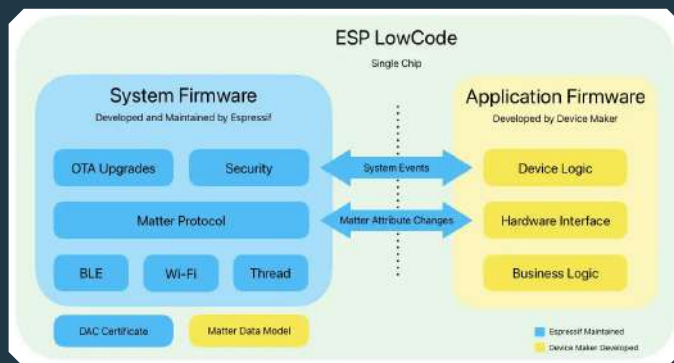 ESP LowCode
Single Chip
System Firmware
Developed and Maintained by Espressif
OTA Upgrades
Security
Matter Protocol
BLE
Wi-Fi
Thread
DAC Certificate
Matter Data Model
System Events
Matter Attribute Changes
Application Firmware
Developed by Device Maker
Device Logic
Hardware Interface
Business Logic
Espressif Maintained
Device Maker Developed